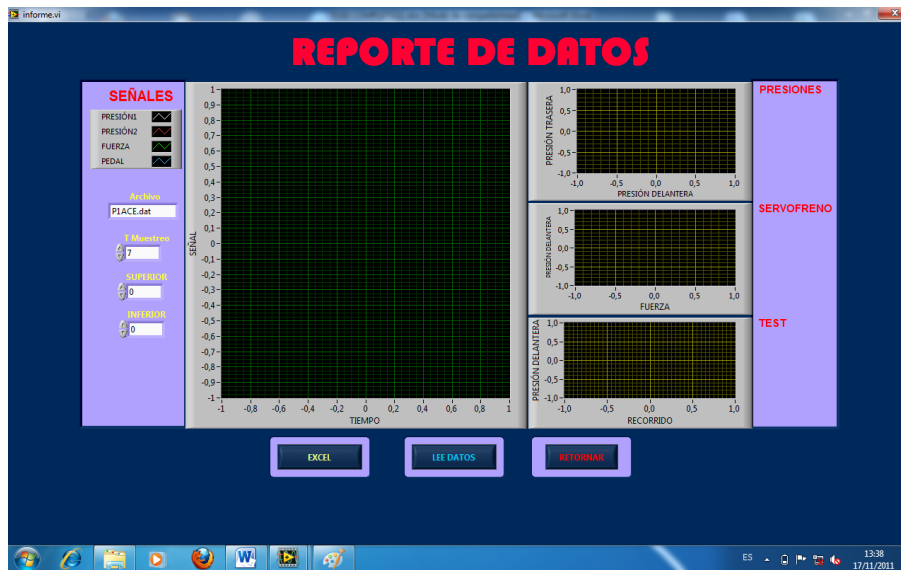 informe.vi
REPORTE DE DATOS
SEÑALES
PRESIÓN1
PRESIÓN2
FUERZA
PEDAL
Archivo
P1ACE.dat
T Muestreo
7
SUPERIOR
0
INFERIOR
0
SEÑAL
1
0,9
0,8
0,7
0,6
0,5
0,4
0,3
0,2
0,1
0
-0,1
-0,2
-0,3
-0,4
-0,5
-0,6
-0,7
-0,8
-0,9
-1
-1 -0,8 -0,6 -0,4 -0,2 0 0,2 0,4 0,6 0,8 1
TIEMPO
PRESIÓN TRASERA
1,0
0,5
0,0
-0,5
-1,0
-1,0 -0,5 0,0 0,5 1,0
PRESIÓN DELANTERA
PRESIONES
PRESIÓN DELANTERA
1,0
0,5
0,0
-0,5
-1,0
-1,0 -0,5 0,0 0,5 1,0
FUERZA
SERVOFRENO
PRESIÓN DELANTERA
1,0
0,5
0,0
-0,5
-1,0
-1,0 -0,5 0,0 0,5 1,0
RECORRIDO
TEST
EXCEL
LEE DATOS
RETORNAR
ES
13:38
17/11/2011